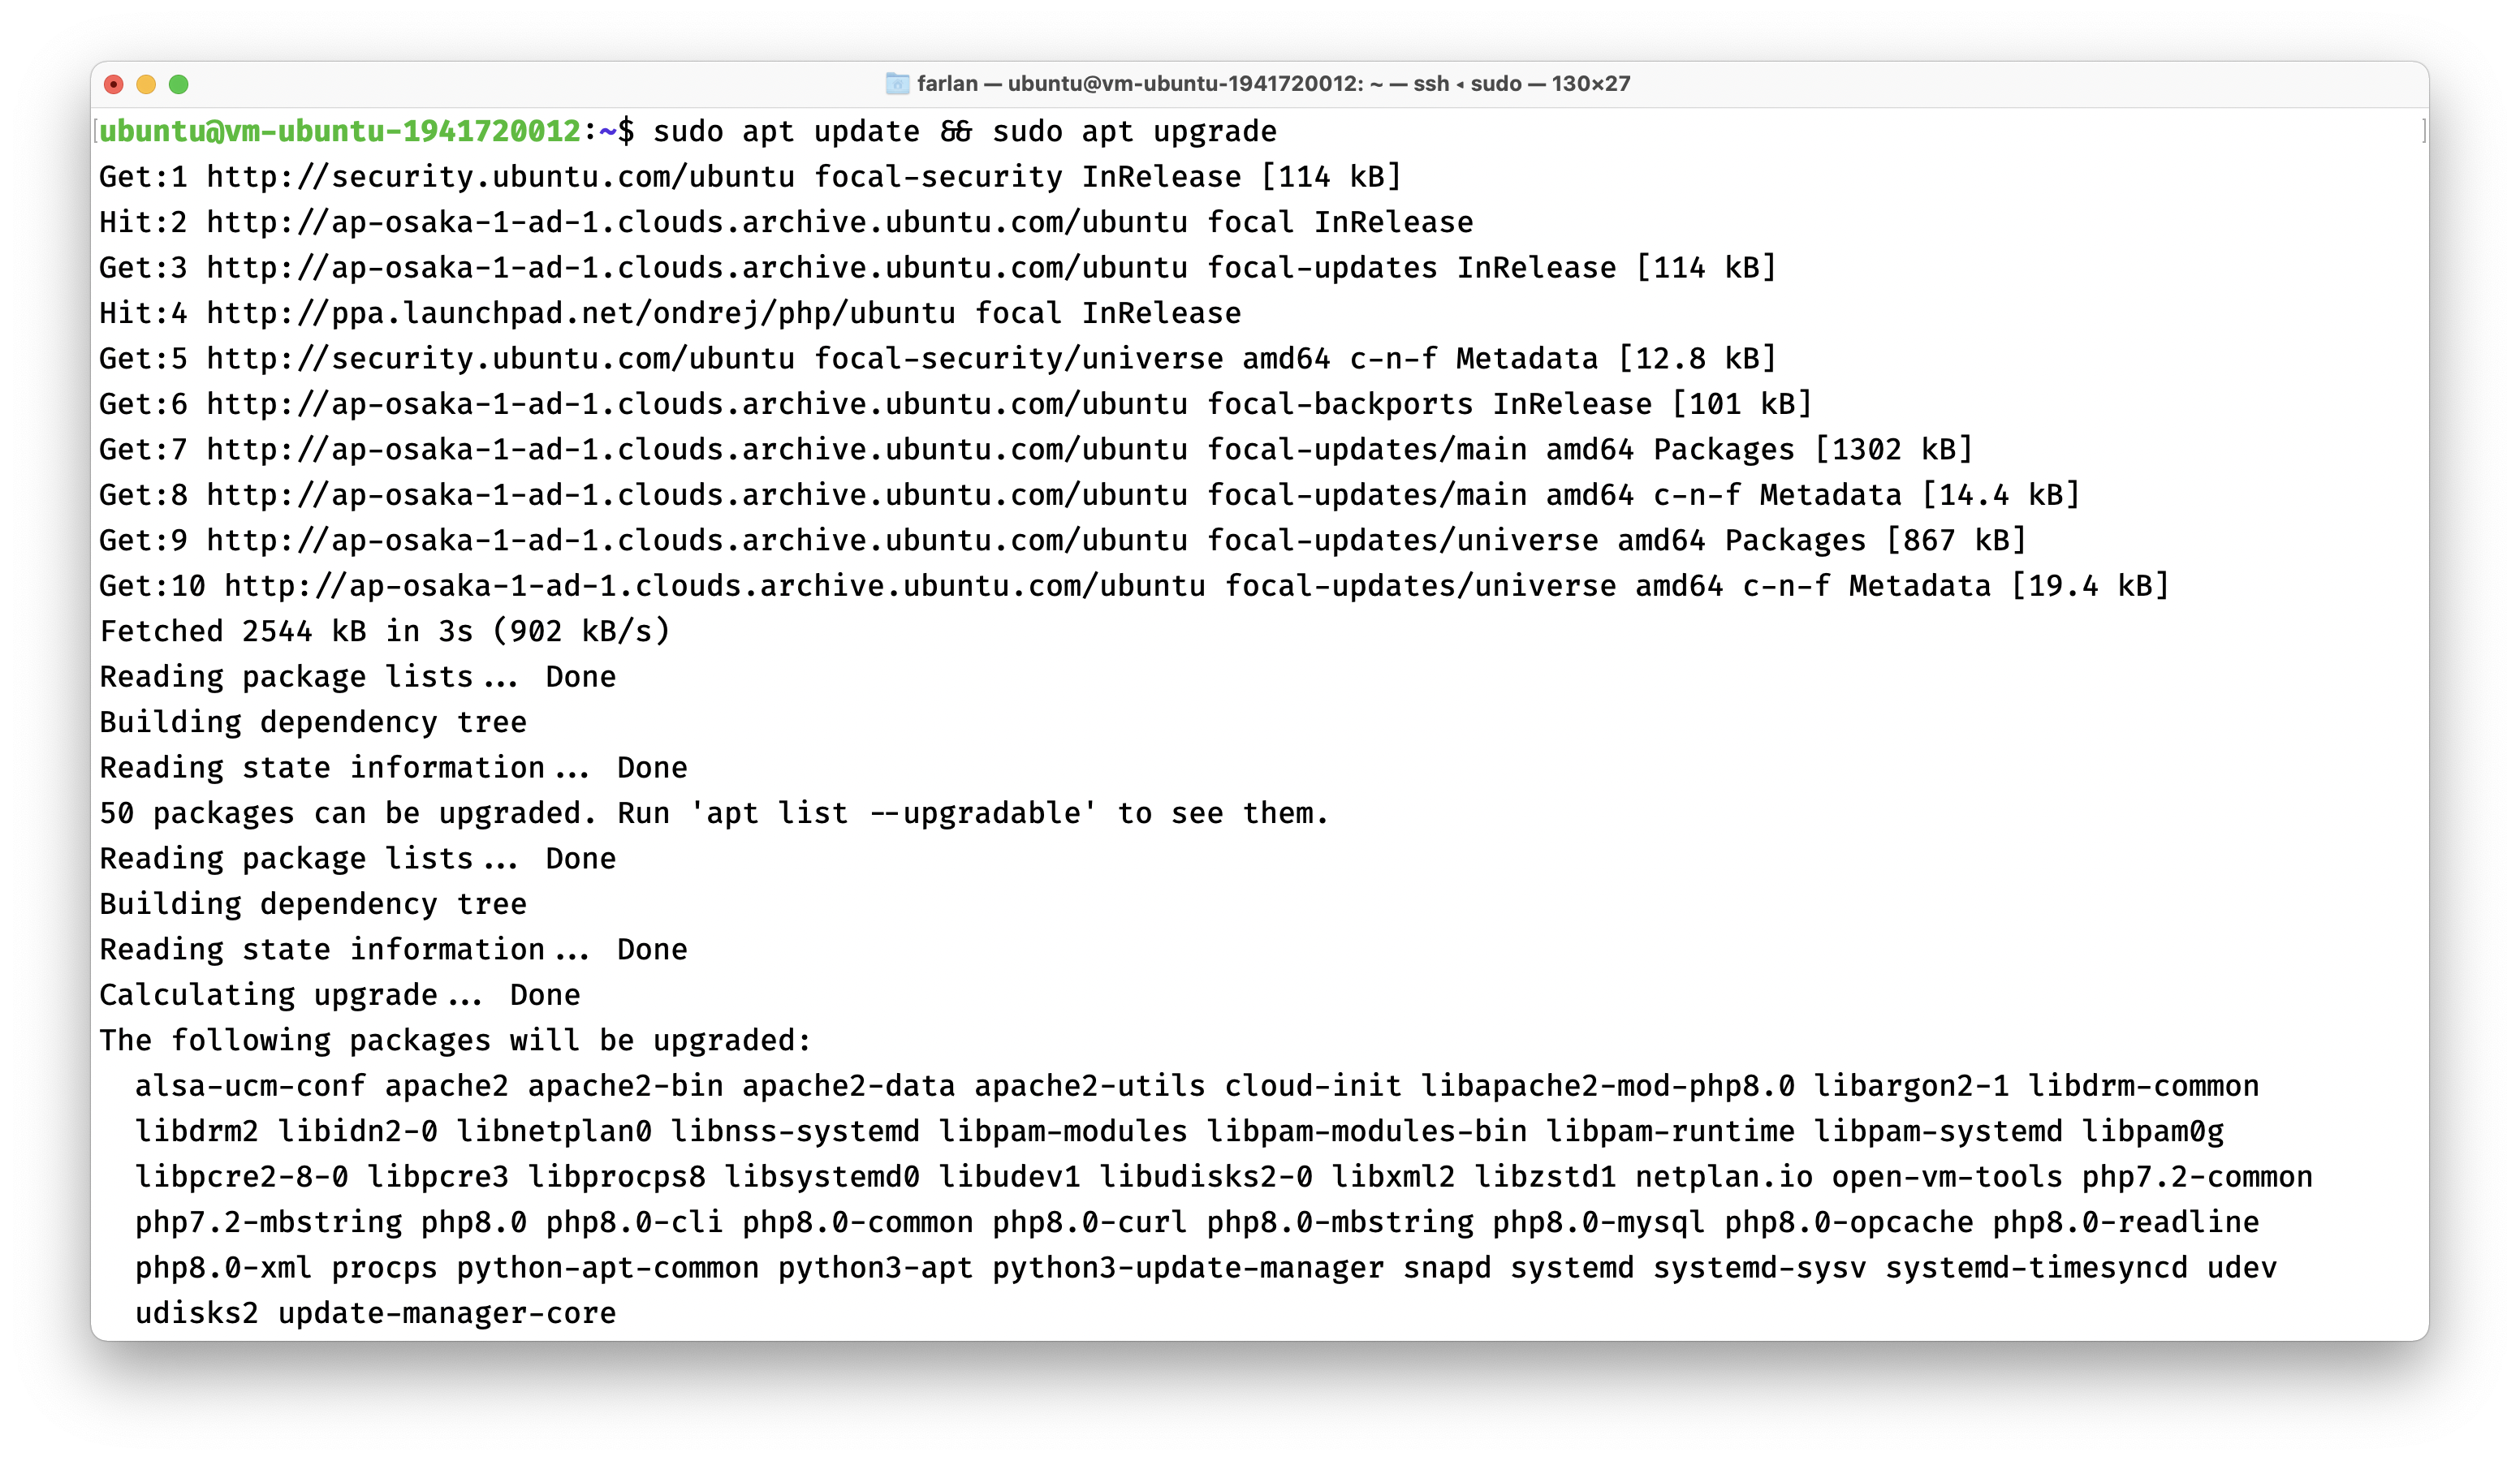 farlan — ubuntu@vm-ubuntu-1941720012: ~ — ssh ◂ sudo — 130×27
ubuntu@vm-ubuntu-1941720012:~$ sudo apt update && sudo apt upgrade
Get:1 http://security.ubuntu.com/ubuntu focal-security InRelease [114 kB]
Hit:2 http://ap-osaka-1-ad-1.clouds.archive.ubuntu.com/ubuntu focal InRelease
Get:3 http://ap-osaka-1-ad-1.clouds.archive.ubuntu.com/ubuntu focal-updates InRelease [114 kB]
Hit:4 http://ppa.launchpad.net/ondrej/php/ubuntu focal InRelease
Get:5 http://security.ubuntu.com/ubuntu focal-security/universe amd64 c-n-f Metadata [12.8 kB]
Get:6 http://ap-osaka-1-ad-1.clouds.archive.ubuntu.com/ubuntu focal-backports InRelease [101 kB]
Get:7 http://ap-osaka-1-ad-1.clouds.archive.ubuntu.com/ubuntu focal-updates/main amd64 Packages [1302 kB]
Get:8 http://ap-osaka-1-ad-1.clouds.archive.ubuntu.com/ubuntu focal-updates/main amd64 c-n-f Metadata [14.4 kB]
Get:9 http://ap-osaka-1-ad-1.clouds.archive.ubuntu.com/ubuntu focal-updates/universe amd64 Packages [867 kB]
Get:10 http://ap-osaka-1-ad-1.clouds.archive.ubuntu.com/ubuntu focal-updates/universe amd64 c-n-f Metadata [19.4 kB]
Fetched 2544 kB in 3s (902 kB/s)
Reading package lists... Done
Building dependency tree
Reading state information... Done
50 packages can be upgraded. Run 'apt list --upgradable' to see them.
Reading package lists... Done
Building dependency tree
Reading state information... Done
Calculating upgrade... Done
The following packages will be upgraded:
alsa-ucm-conf apache2 apache2-bin apache2-data apache2-utils cloud-init libapache2-mod-php8.0 libargon2-1 libdrm-common
libdrm2 libidn2-0 libnetplan0 libnss-systemd libpam-modules libpam-modules-bin libpam-runtime libpam-systemd libpam0g
libpcre2-8-0 libpcre3 libprocps8 libsystemd0 libudev1 libudisks2-0 libxml2 libzstd1 netplan.io open-vm-tools php7.2-common
php7.2-mbstring php8.0 php8.0-cli php8.0-common php8.0-curl php8.0-mbstring php8.0-mysql php8.0-opcache php8.0-readline
php8.0-xml procps python-apt-common python3-apt python3-update-manager snapd systemd systemd-sysv systemd-timesyncd udev
udisks2 update-manager-core